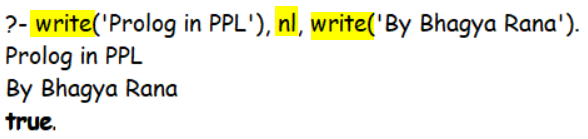 ?- write('Prolog in PPL'), nl, write('By Bhagya Rana').
Prolog in PPL
By Bhagya Rana
true.